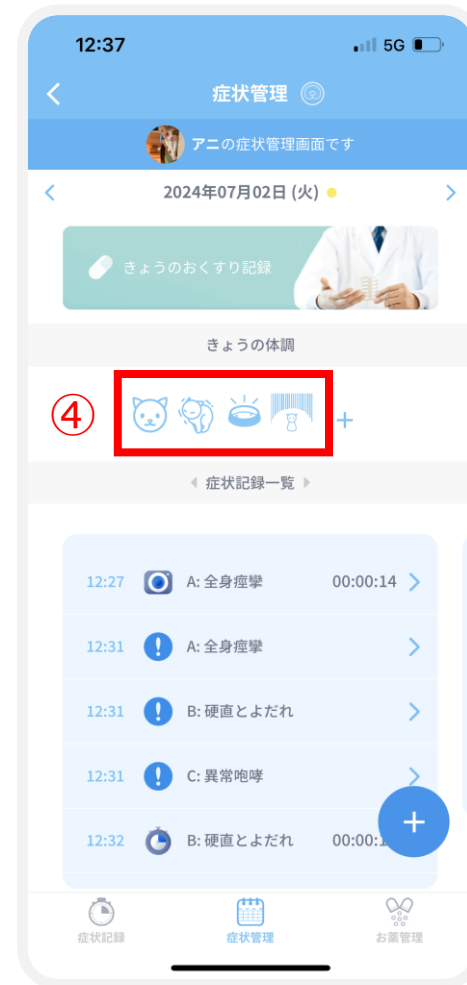 12:37 5G
症状管理
アニの症状管理画面です
2024年07月02日 (火)
きょうのおくすり記録
きょうの体調
④
症状記録一覧
12:27 A: 全身痙攣 00:00:14
12:31 A: 全身痙攣
12:31 B: 硬直とよだれ
12:31 C: 異常咆哮
12:32 B: 硬直とよだれ
症状記録 症状管理 お薬管理